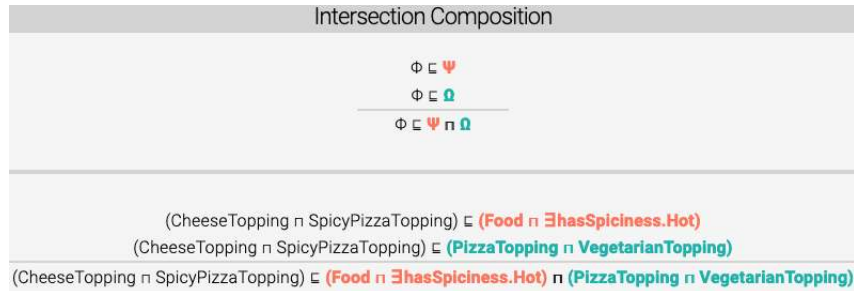 Intersection Composition
Φ ⊑ Ψ
Φ ⊑ Ω
Φ ⊑ Ψ ⊓ Ω
(CheeseTopping ⊓ SpicyPizzaTopping) ⊑ (Food ⊓ ∃hasSpiciness.Hot)
(CheeseTopping ⊓ SpicyPizzaTopping) ⊑ (PizzaTopping ⊓ VegetarianTopping)
(CheeseTopping ⊓ SpicyPizzaTopping) ⊑ (Food ⊓ ∃hasSpiciness.Hot) ⊓ (PizzaTopping ⊓ VegetarianTopping)